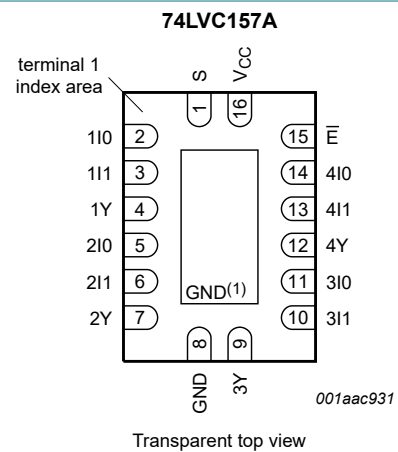 74LVC157A
terminal 1
index area
S
VCC
1
16
1I0 2 15 E̅
1I1 3 14 4I0
1Y 4 13 4I1
2I0 5 12 4Y
2I1 6 11 3I0
2Y 7 10 3I1
GND(1)
8
9
GND
3Y
001aac931
Transparent top view